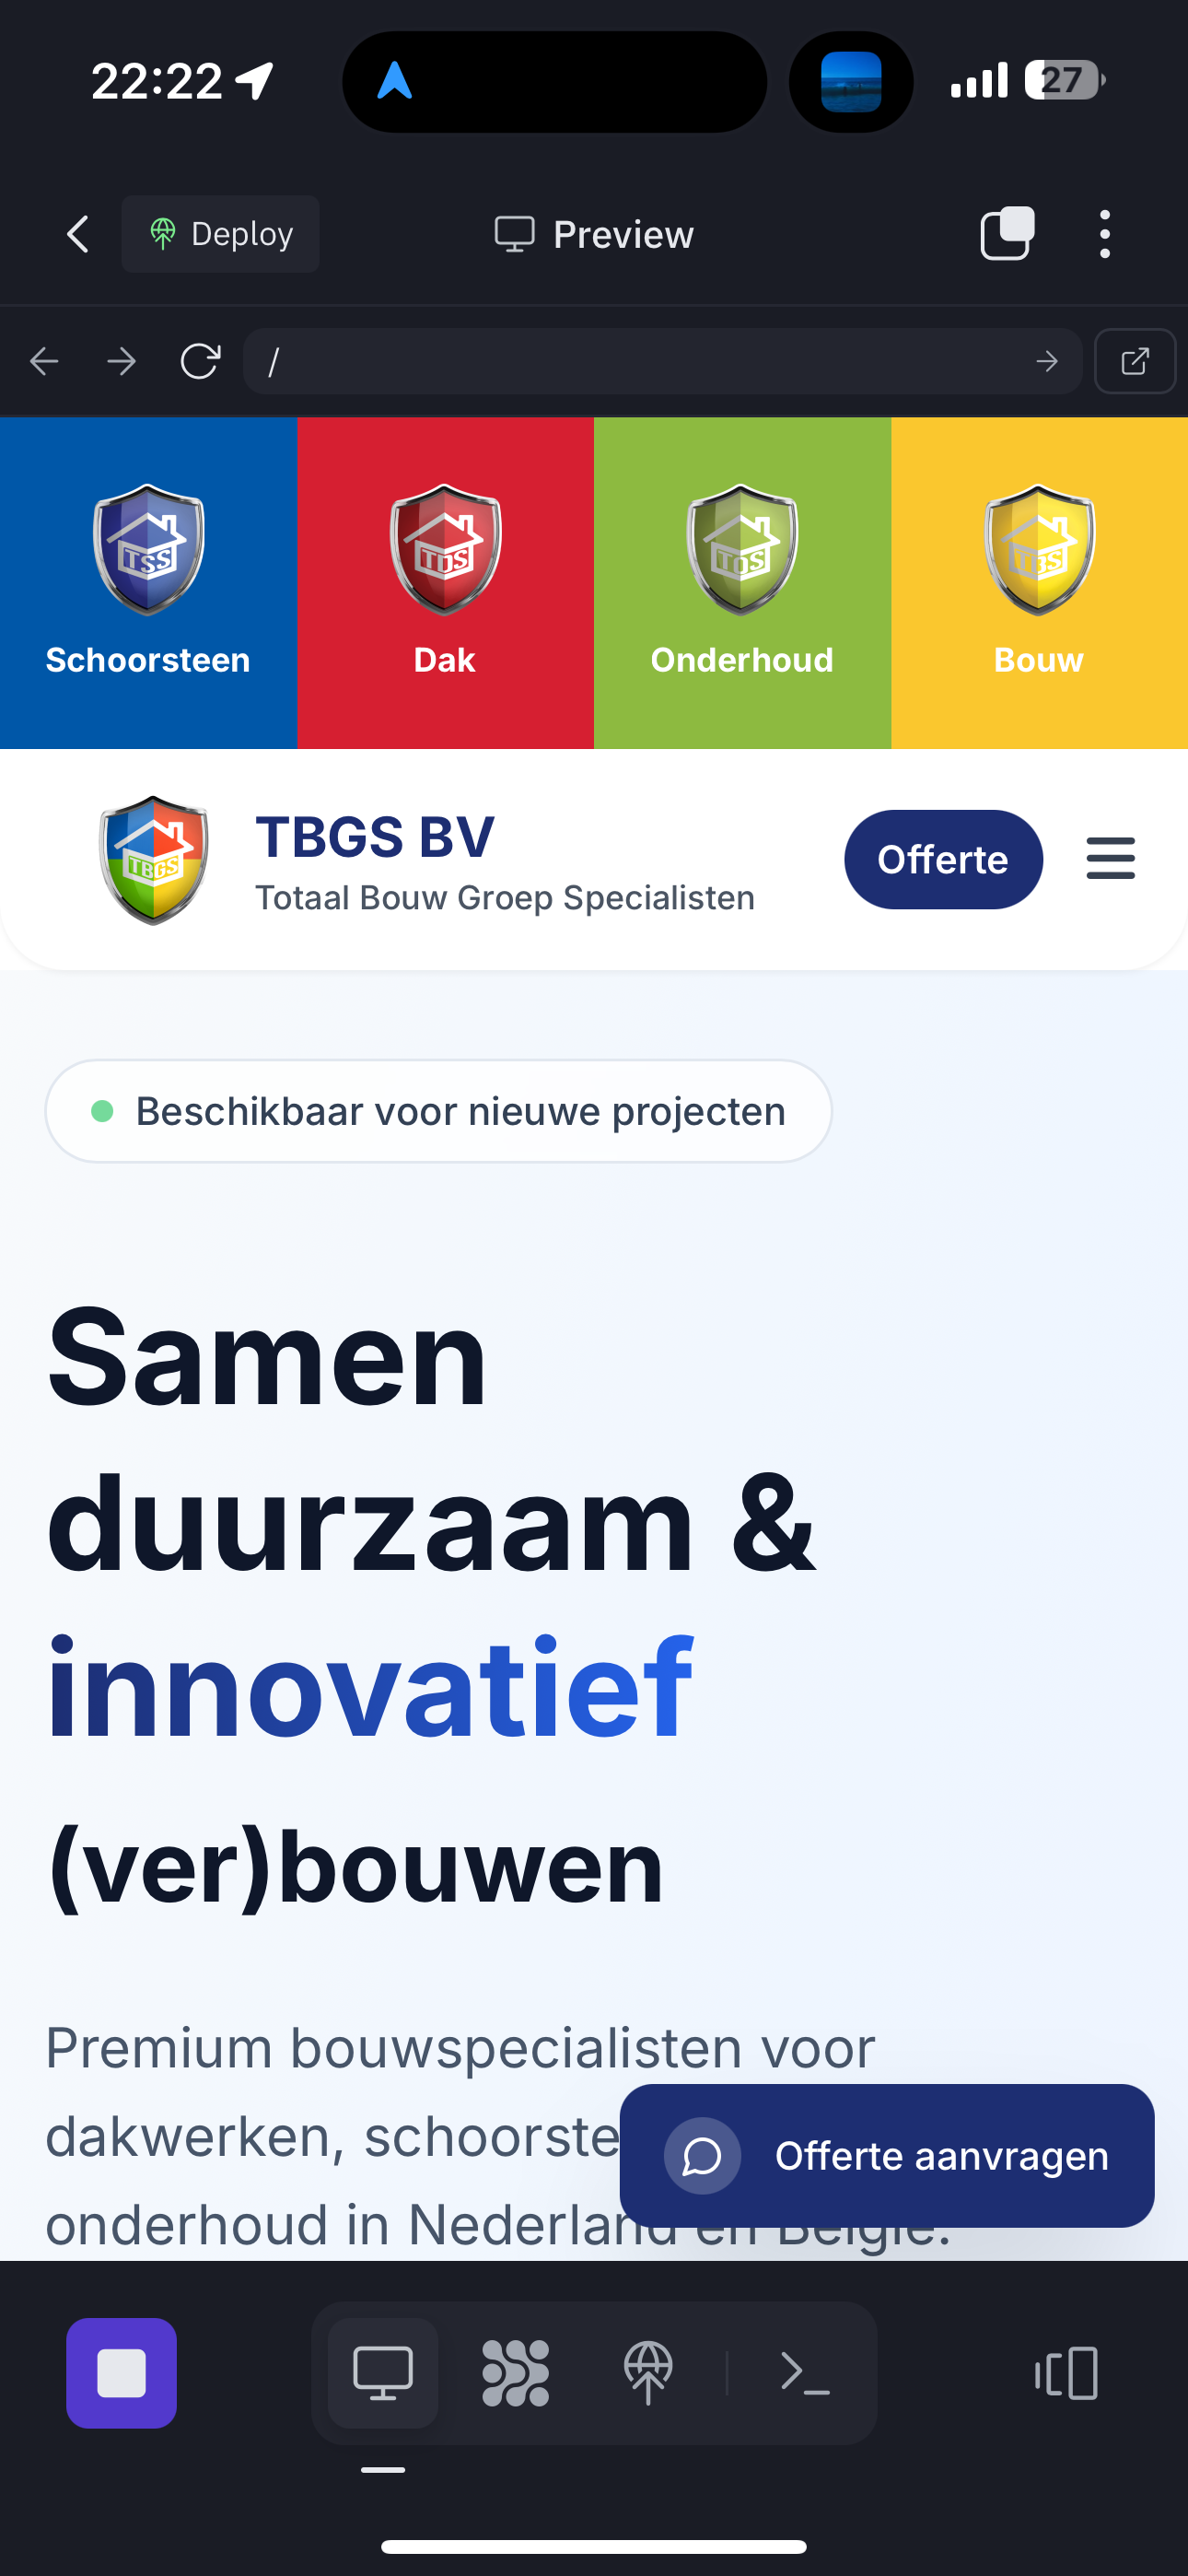 22:22
27
Deploy
Preview
/
TSS
TDS
TOS
TBS
Schoorsteen
Dak
Onderhoud
Bouw
TBGS
TBGS BV
Totaal Bouw Groep Specialisten
Offerte
Beschikbaar voor nieuwe projecten
Samen
duurzaam &
innovatief
(ver)bouwen
Premium bouwspecialisten voor
dakwerken, schoorste
Offerte aanvragen
onderhoud in Nederland en België.